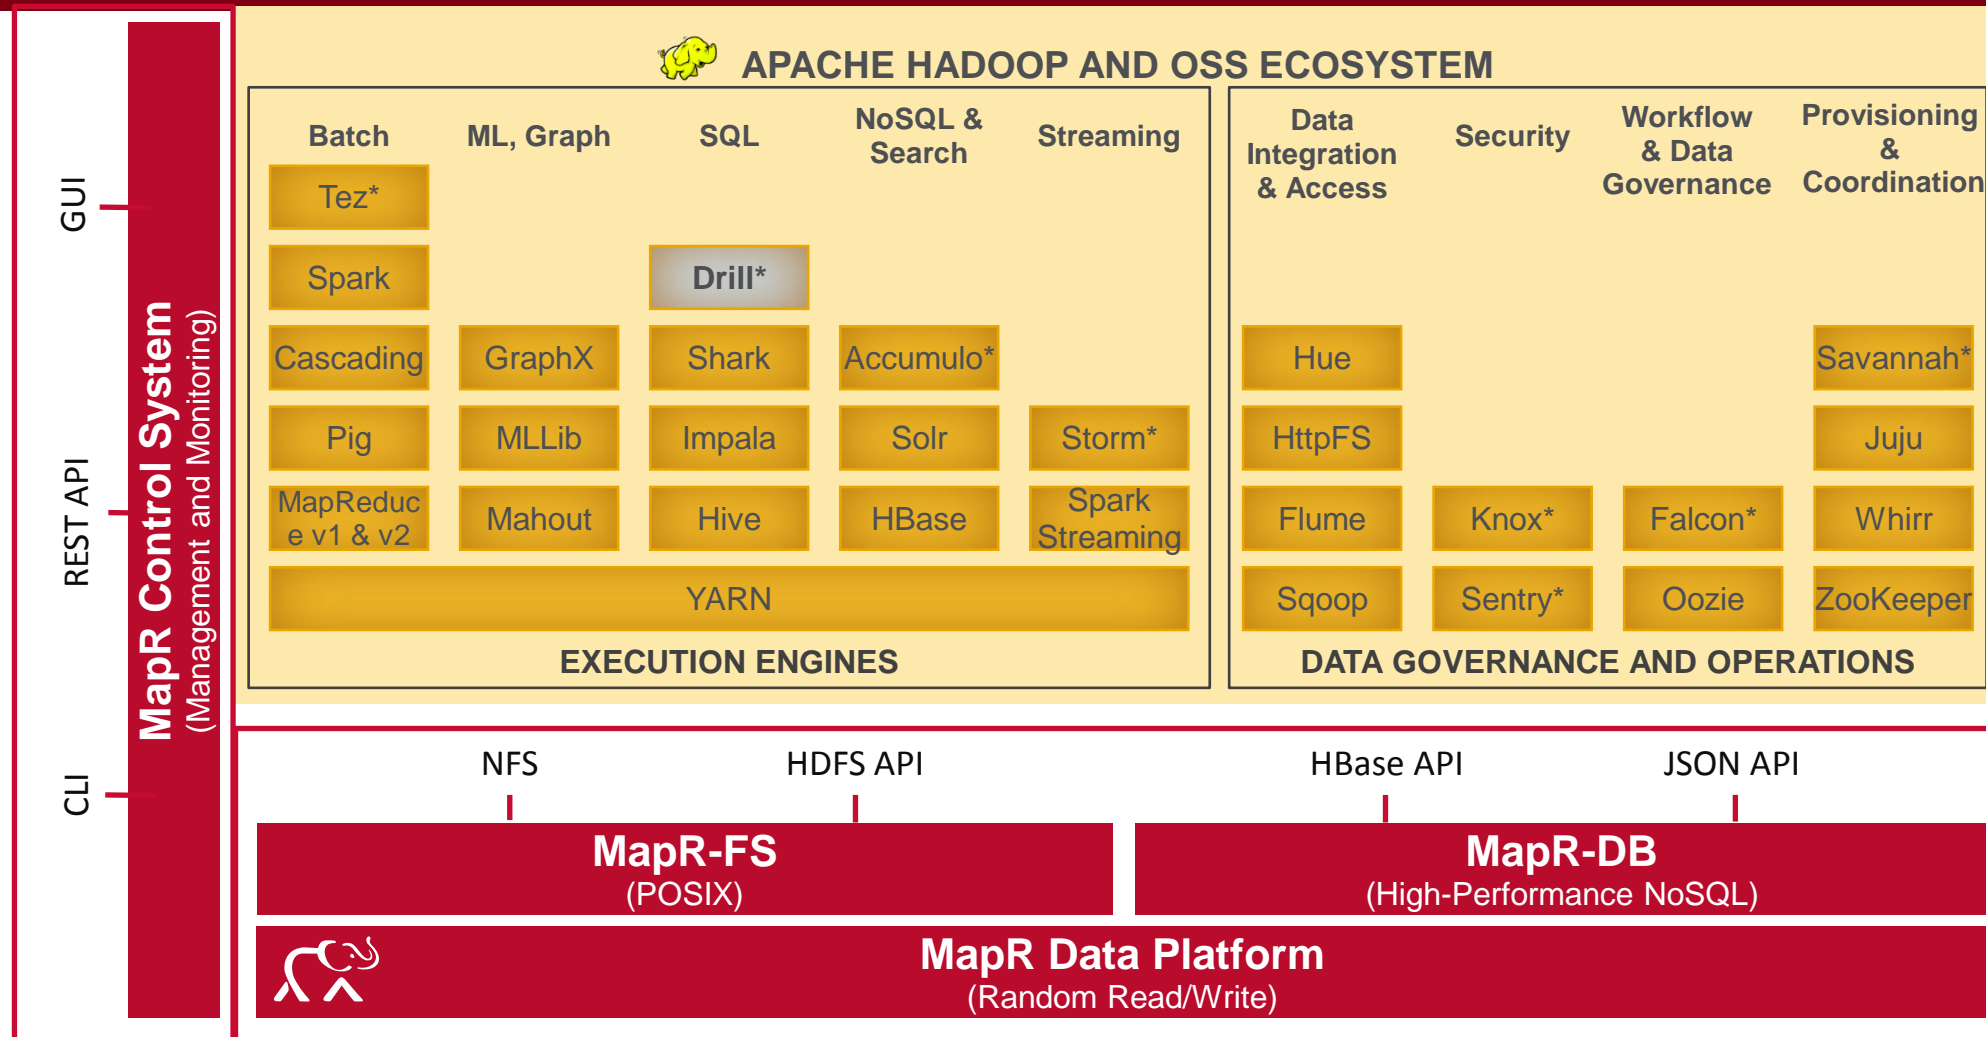 APACHE HADOOP AND OSS ECOSYSTEM
Batch
ML, Graph
SQL
NoSQL &
Search
Streaming
Tez*
Spark
Drill*
Cascading
GraphX
Shark
Accumulo*
Pig
MLLib
Impala
Solr
Storm*
MapReduc
e v1 & v2
Mahout
Hive
HBase
Spark
Streaming
YARN
EXECUTION ENGINES
Data
Integration
& Access
Security
Workflow
& Data
Governance
Provisioning
&
Coordination
Hue
Savannah*
HttpFS
Juju
Flume
Knox*
Falcon*
Whirr
Sqoop
Sentry*
Oozie
ZooKeeper
DATA GOVERNANCE AND OPERATIONS
GUI
REST API
CLI
MapR Control System
(Management and Monitoring)
NFS
HDFS API
HBase API
JSON API
MapR-FS
(POSIX)
MapR-DB
(High-Performance NoSQL)
MapR Data Platform
(Random Read/Write)